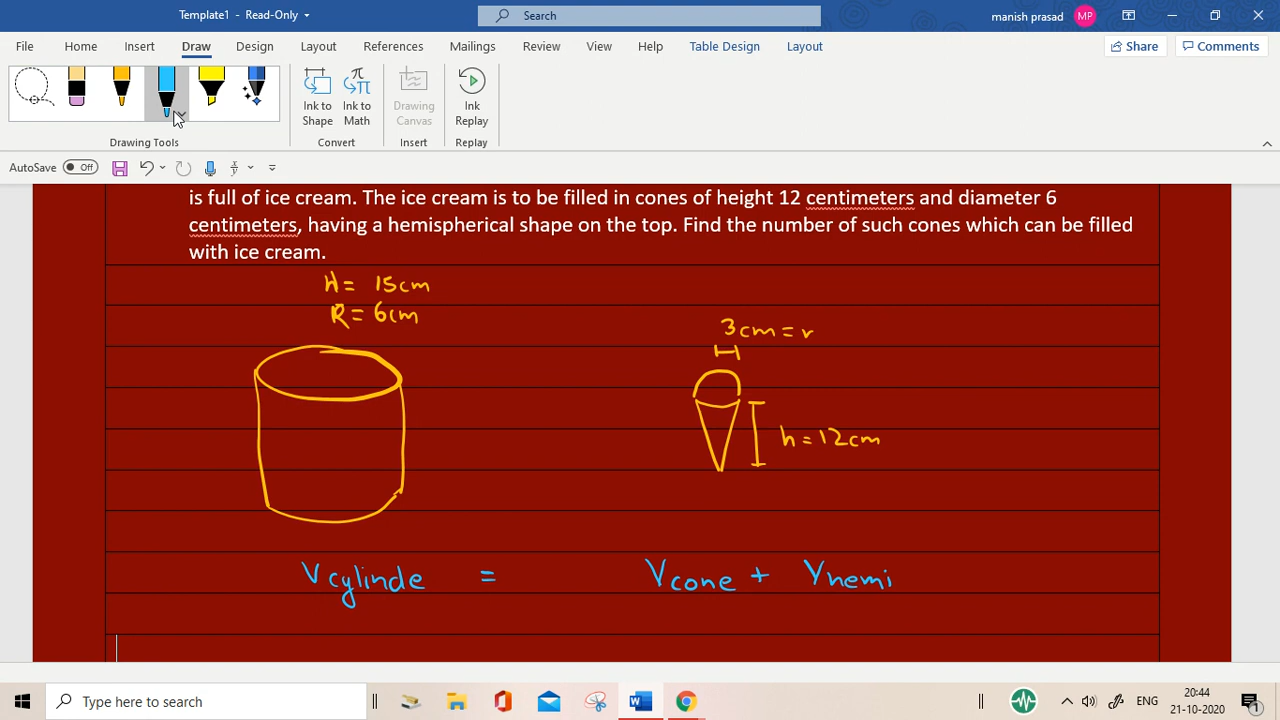 Template1 - Read-Only
Search
manish prasad
MP
File Home Insert Draw Design Layout References Mailings Review View Help Table Design Layout
Share
Comments
Ink to Shape
Ink to Math
Drawing Canvas
Ink Replay
Drawing Tools
Convert
Insert
Replay
AutoSave Off
is full of ice cream. The ice cream is to be filled in cones of height 12 centimeters and diameter 6
centimeters, having a hemispherical shape on the top. Find the number of such cones which can be filled
with ice cream.
H = 15cm
R = 6cm
3cm = r
h = 12cm
Vcylinde = Vcone + Vhemi
Type here to search
ENG
20:44
21-10-2020